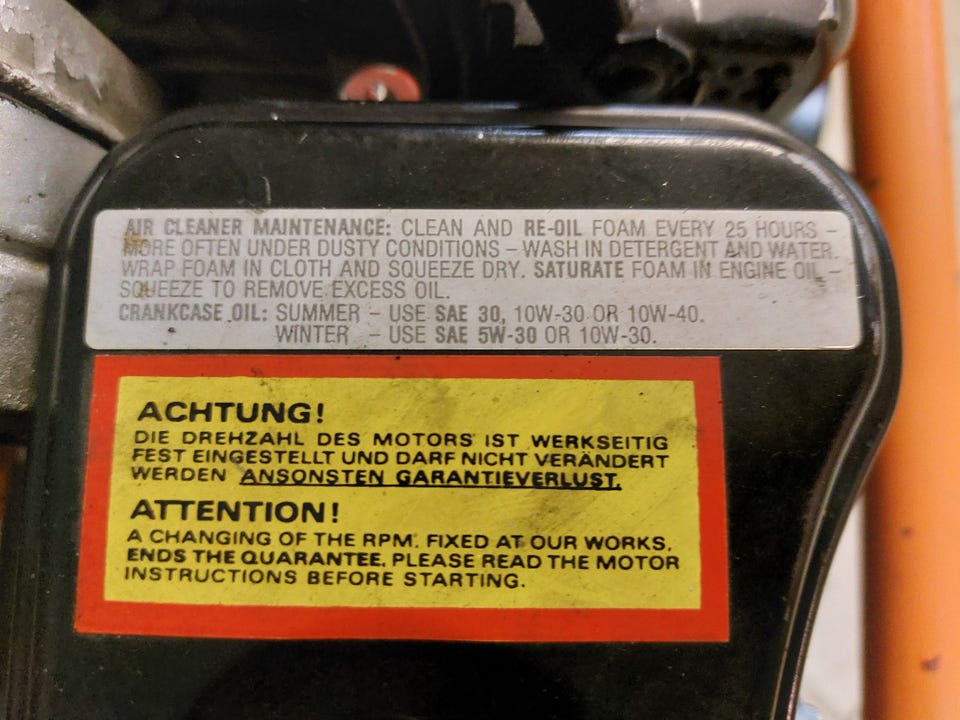 AIR CLEANER MAINTENANCE: CLEAN AND RE-OIL FOAM EVERY 25 HOURS –
MORE OFTEN UNDER DUSTY CONDITIONS – WASH IN DETERGENT AND WATER.
WRAP FOAM IN CLOTH AND SQUEEZE DRY. SATURATE FOAM IN ENGINE OIL –
SQUEEZE TO REMOVE EXCESS OIL.
CRANKCASE OIL: SUMMER – USE SAE 30, 10W-30 OR 10W-40.
WINTER – USE SAE 5W-30 OR 10W-30.
ACHTUNG!
DIE DREHZAHL DES MOTORS IST WERKSEITIG
FEST EINGESTELLT UND DARF NICHT VERÄNDERT
WERDEN ANSONSTEN GARANTIEVERLUST.
ATTENTION!
A CHANGING OF THE RPM. FIXED AT OUR WORKS,
ENDS THE QUARANTEE. PLEASE READ THE MOTOR
INSTRUCTIONS BEFORE STARTING.